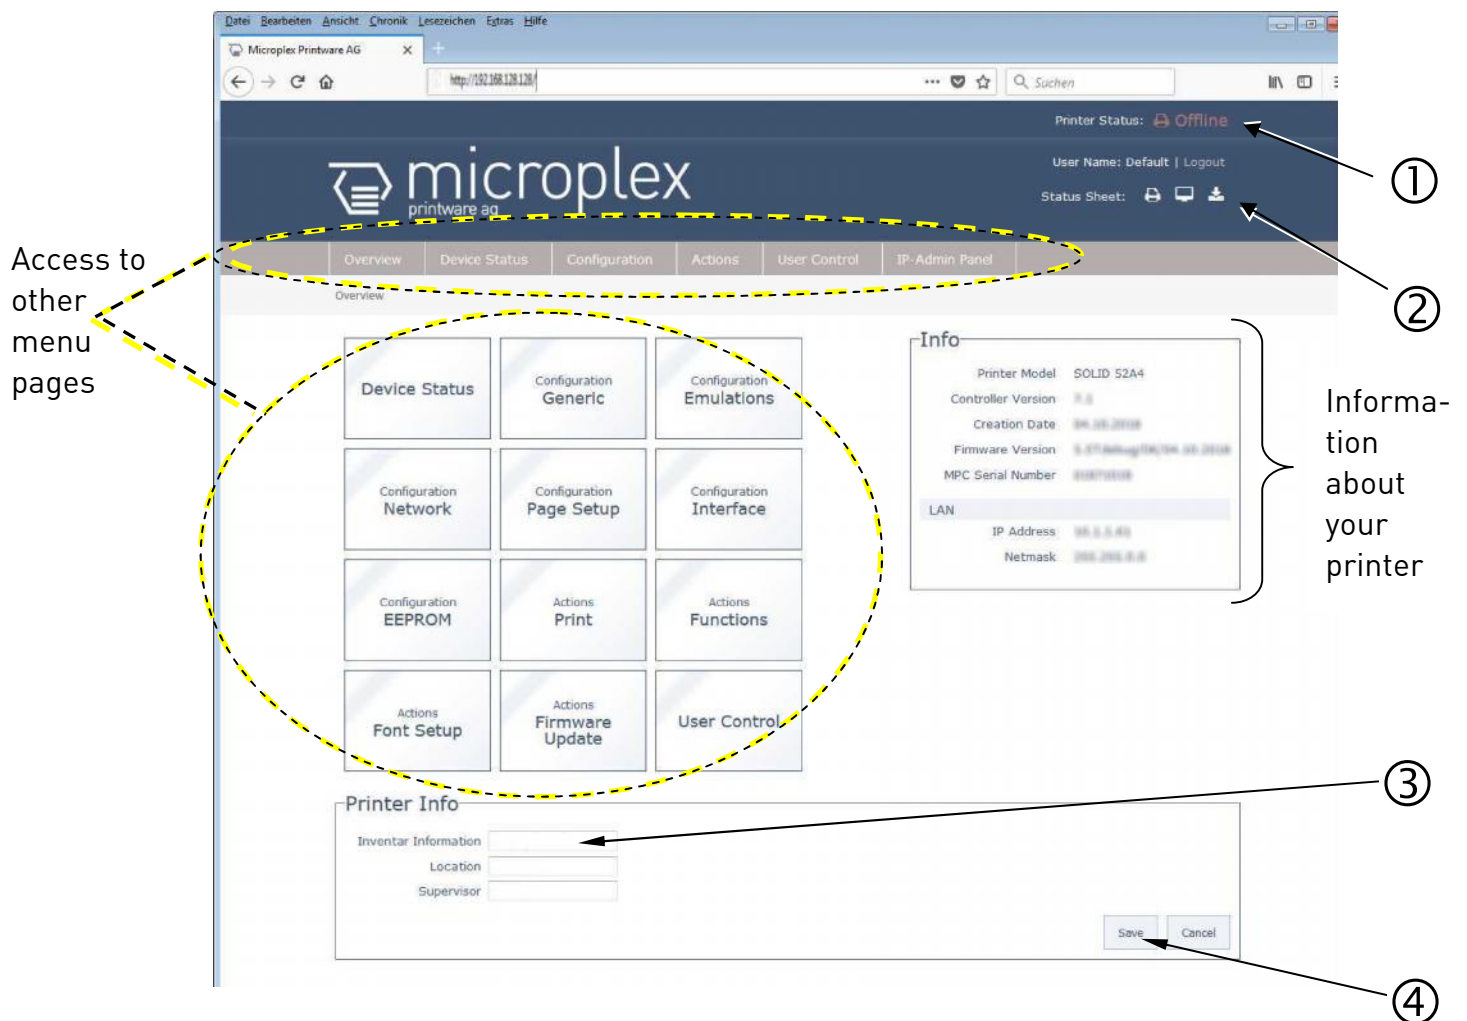 Datei Bearbeiten Ansicht Chronik Lesezeichen Extras Hilfe
Microplex Printware AG
http://192.168.128.128/
Suchen
Printer Status: Offline
①
microplex
printware ag
User Name: Default | Logout
Status Sheet:
②
Access to
other
menu
pages
Overview Device Status Configuration Actions User Control IP-Admin Panel
Overview
Device Status
Configuration
Generic
Configuration
Emulations
Configuration
Network
Configuration
Page Setup
Configuration
Interface
Configuration
EEPROM
Actions
Print
Actions
Functions
Actions
Font Setup
Actions
Firmware
Update
User Control
Info
Printer Model SOLID 52A4
Controller Version
Creation Date
Firmware Version
MPC Serial Number
LAN
IP Address
Netmask
Informa-
tion
about
your
printer
③
Printer Info
Inventar Information
Location
Supervisor
Save Cancel
④